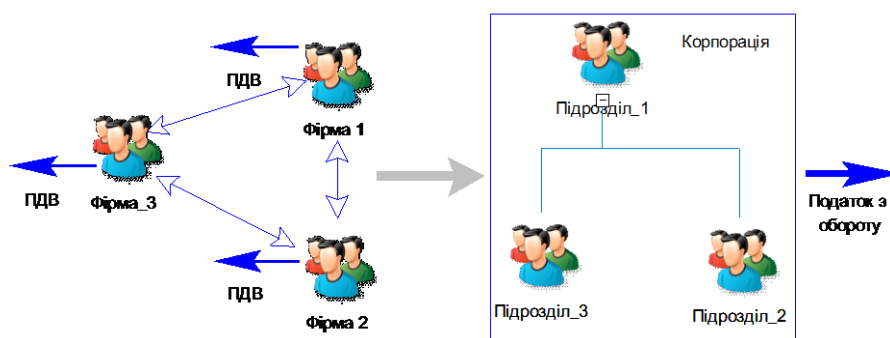 ПДВ
Фірма 1
ПДВ
Фірма_3
ПДВ
Фірма 2
Корпорація
Підрозділ_1
Підрозділ_3
Підрозділ_2
Податок з
обороту